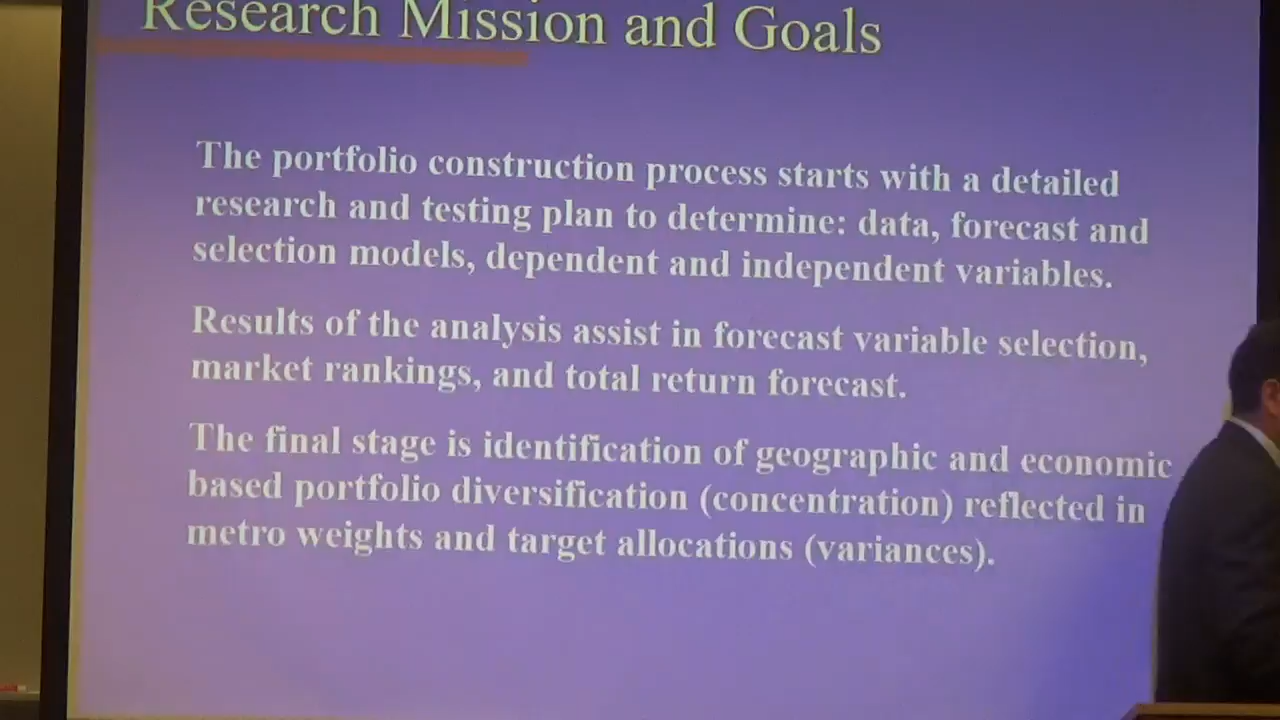 Research Mission and Goals
The portfolio construction process starts with a detailed
research and testing plan to determine: data, forecast and
selection models, dependent and independent variables.
Results of the analysis assist in forecast variable selection,
market rankings, and total return forecast.
The final stage is identification of geographic and economic
based portfolio diversification (concentration) reflected in
metro weights and target allocations (variances).